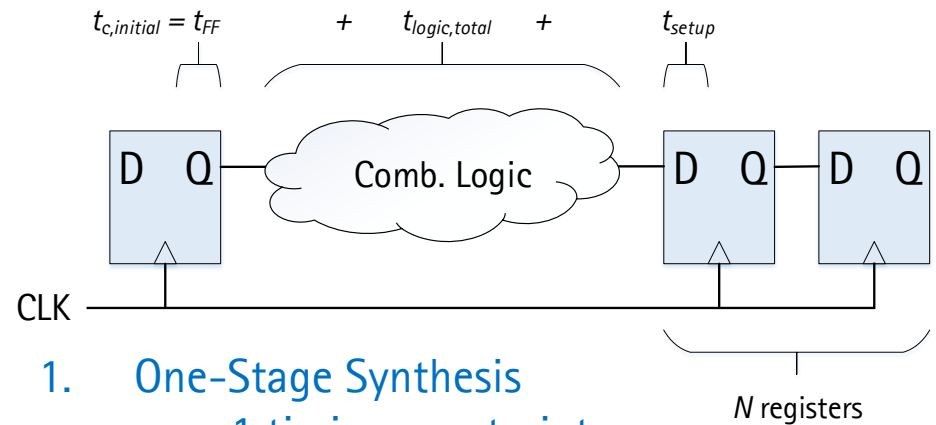 t_c,initial = t_FF + t_logic,total + t_setup
D Q Comb. Logic D Q D Q
CLK
1. One-Stage Synthesis
N registers